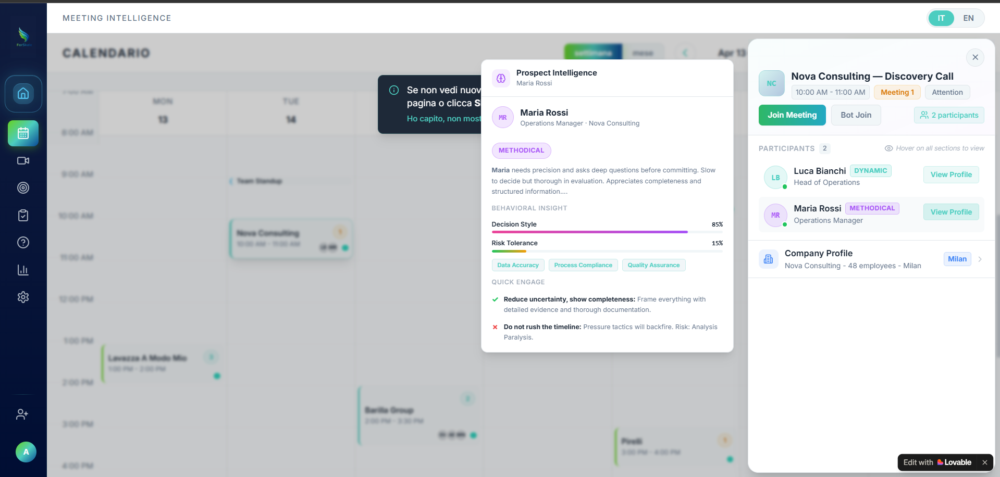 MEETING INTELLIGENCE
IT EN
ForSkale
CALENDARIO
settimana mese
Apr 13
MON
13
TUE
14
7:00 AM
8:00 AM
9:00 AM
10:00 AM
11:00 AM
12:00 PM
1:00 PM
2:00 PM
3:00 PM
4:00 PM
Team Standup
Nova Consulting
10:00 AM - 11:00 AM
Lavazza A Modo Mio
1:00 PM - 2:00 PM
Barilla Group
2:00 PM - 3:30 PM
Pirelli
3:00 PM - 4:00 PM
Se non vedi nuov
pagina o clicca S
Ho capito, non most
Prospect Intelligence
Maria Rossi
MR
Maria Rossi
Operations Manager · Nova Consulting
METHODICAL
Maria needs precision and asks deep questions before committing. Slow
to decide but thorough in evaluation. Appreciates completeness and
structured information....
BEHAVIORAL INSIGHT
Decision Style 85%
Risk Tolerance 15%
Data Accuracy Process Compliance Quality Assurance
QUICK ENGAGE
Reduce uncertainty, show completeness: Frame everything with
detailed evidence and thorough documentation.
Do not rush the timeline: Pressure tactics will backfire. Risk: Analysis
Paralysis.
NC
Nova Consulting — Discovery Call
10:00 AM - 11:00 AM Meeting 1 Attention
Join Meeting Bot Join 2 participants
PARTICIPANTS 2 Hover on all sections to view
LB
Luca Bianchi DYNAMIC
Head of Operations
View Profile
MR
Maria Rossi METHODICAL
Operations Manager
View Profile
Company Profile
Nova Consulting - 48 employees - Milan
Milan
A
Edit with Lovable